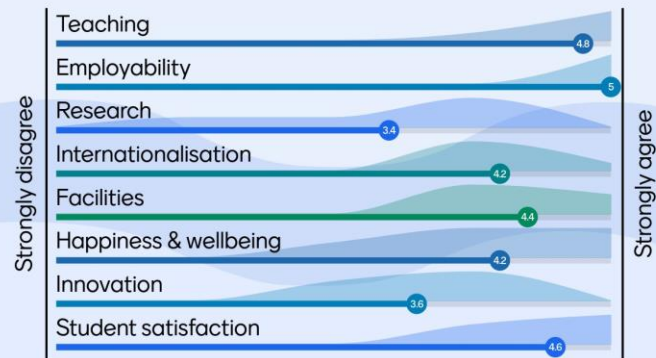 Strongly disagree
Teaching
4.8
Employability
5
Research
3.4
Internationalisation
4.2
Facilities
4.4
Happiness & wellbeing
4.2
Innovation
3.6
Student satisfaction
4.6
Strongly agree